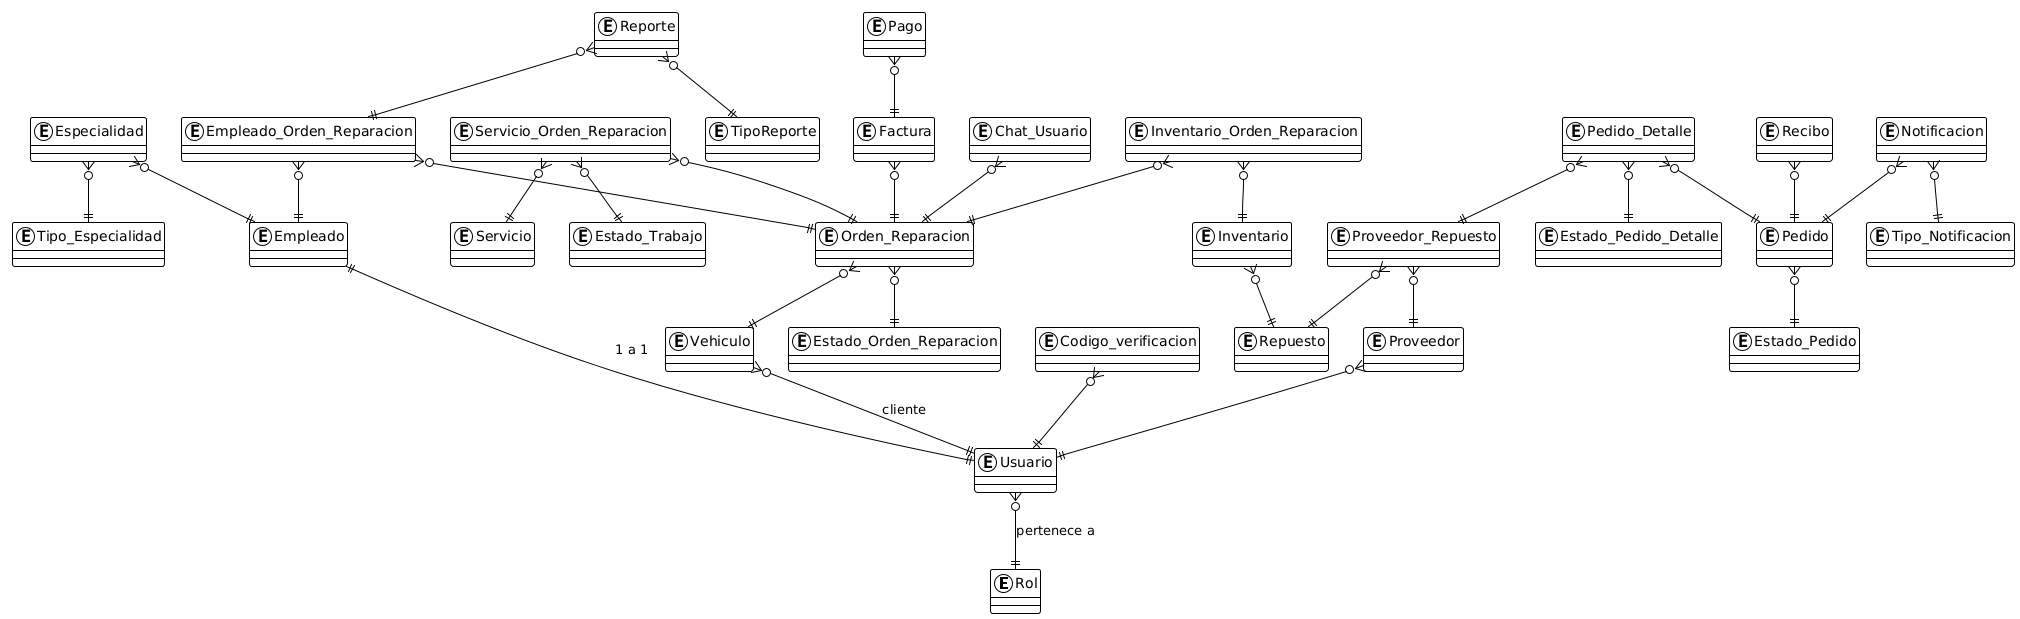 E Reporte
E Pago
E Especialidad
E Empleado_Orden_Reparacion
E Servicio_Orden_Reparacion
E TipoReporte
E Factura
E Chat_Usuario
E Inventario_Orden_Reparacion
E Pedido_Detalle
E Recibo
E Notificacion
E Tipo_Especialidad
E Empleado
E Servicio
E Estado_Trabajo
E Orden_Reparacion
E Inventario
E Proveedor_Repuesto
E Estado_Pedido_Detalle
E Pedido
E Tipo_Notificacion
1 a 1
E Vehiculo
E Estado_Orden_Reparacion
E Codigo_verificacion
E Repuesto
E Proveedor
E Estado_Pedido
cliente
E Usuario
pertenece a
E Rol